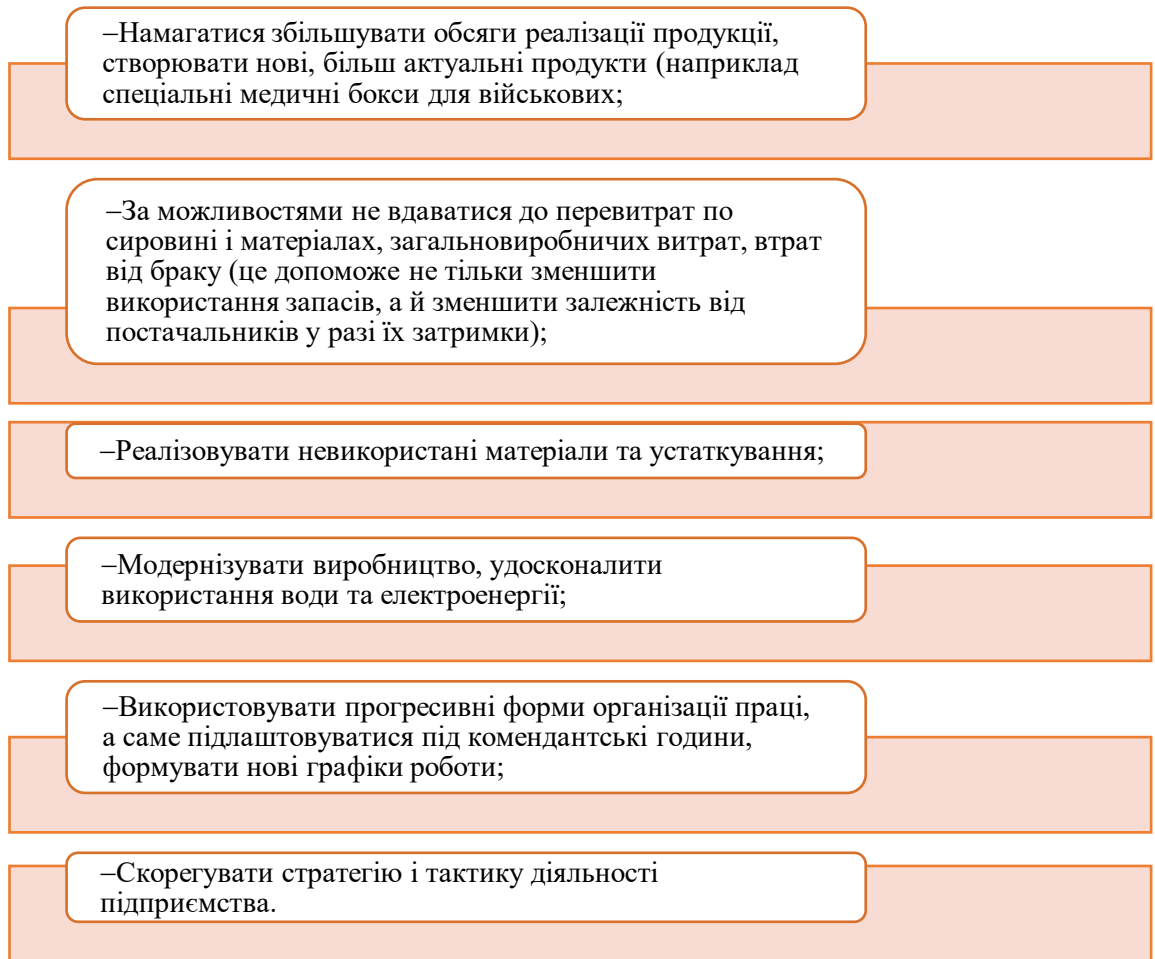 –Намагатися збільшувати обсяги реалізації продукції,
створювати нові, більш актуальні продукти (наприклад
спеціальні медичні бокси для військових;
–За можливостями не вдаватися до перевитрат по
сировині і матеріалах, загальновиробничих витрат, втрат
від браку (це допоможе не тільки зменшити
використання запасів, а й зменшити залежність від
постачальників у разі їх затримки);
–Реалізовувати невикористані матеріали та устаткування;
–Модернізувати виробництво, удосконалити
використання води та електроенергії;
–Використовувати прогресивні форми організації праці,
а саме підлаштовуватися під комендантські години,
формувати нові графіки роботи;
–Скорегувати стратегію і тактику діяльності
підприємства.